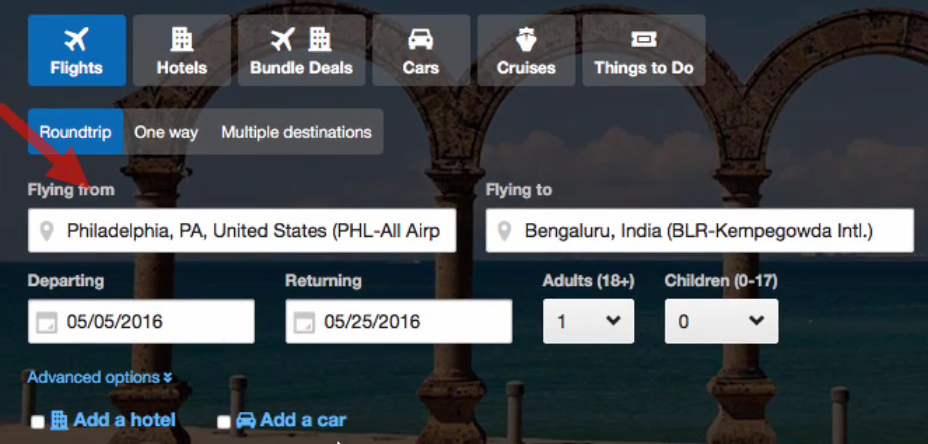 Flights Hotels Bundle Deals Cars Cruises Things to Do
Roundtrip One way Multiple destinations
Flying from Flying to
Philadelphia, PA, United States (PHL-All Airp Bengaluru, India (BLR-Kempegowda Intl.)
Departing Returning Adults (18+) Children (0-17)
05/05/2016 05/25/2016 1 0
Advanced options
Add a hotel Add a car